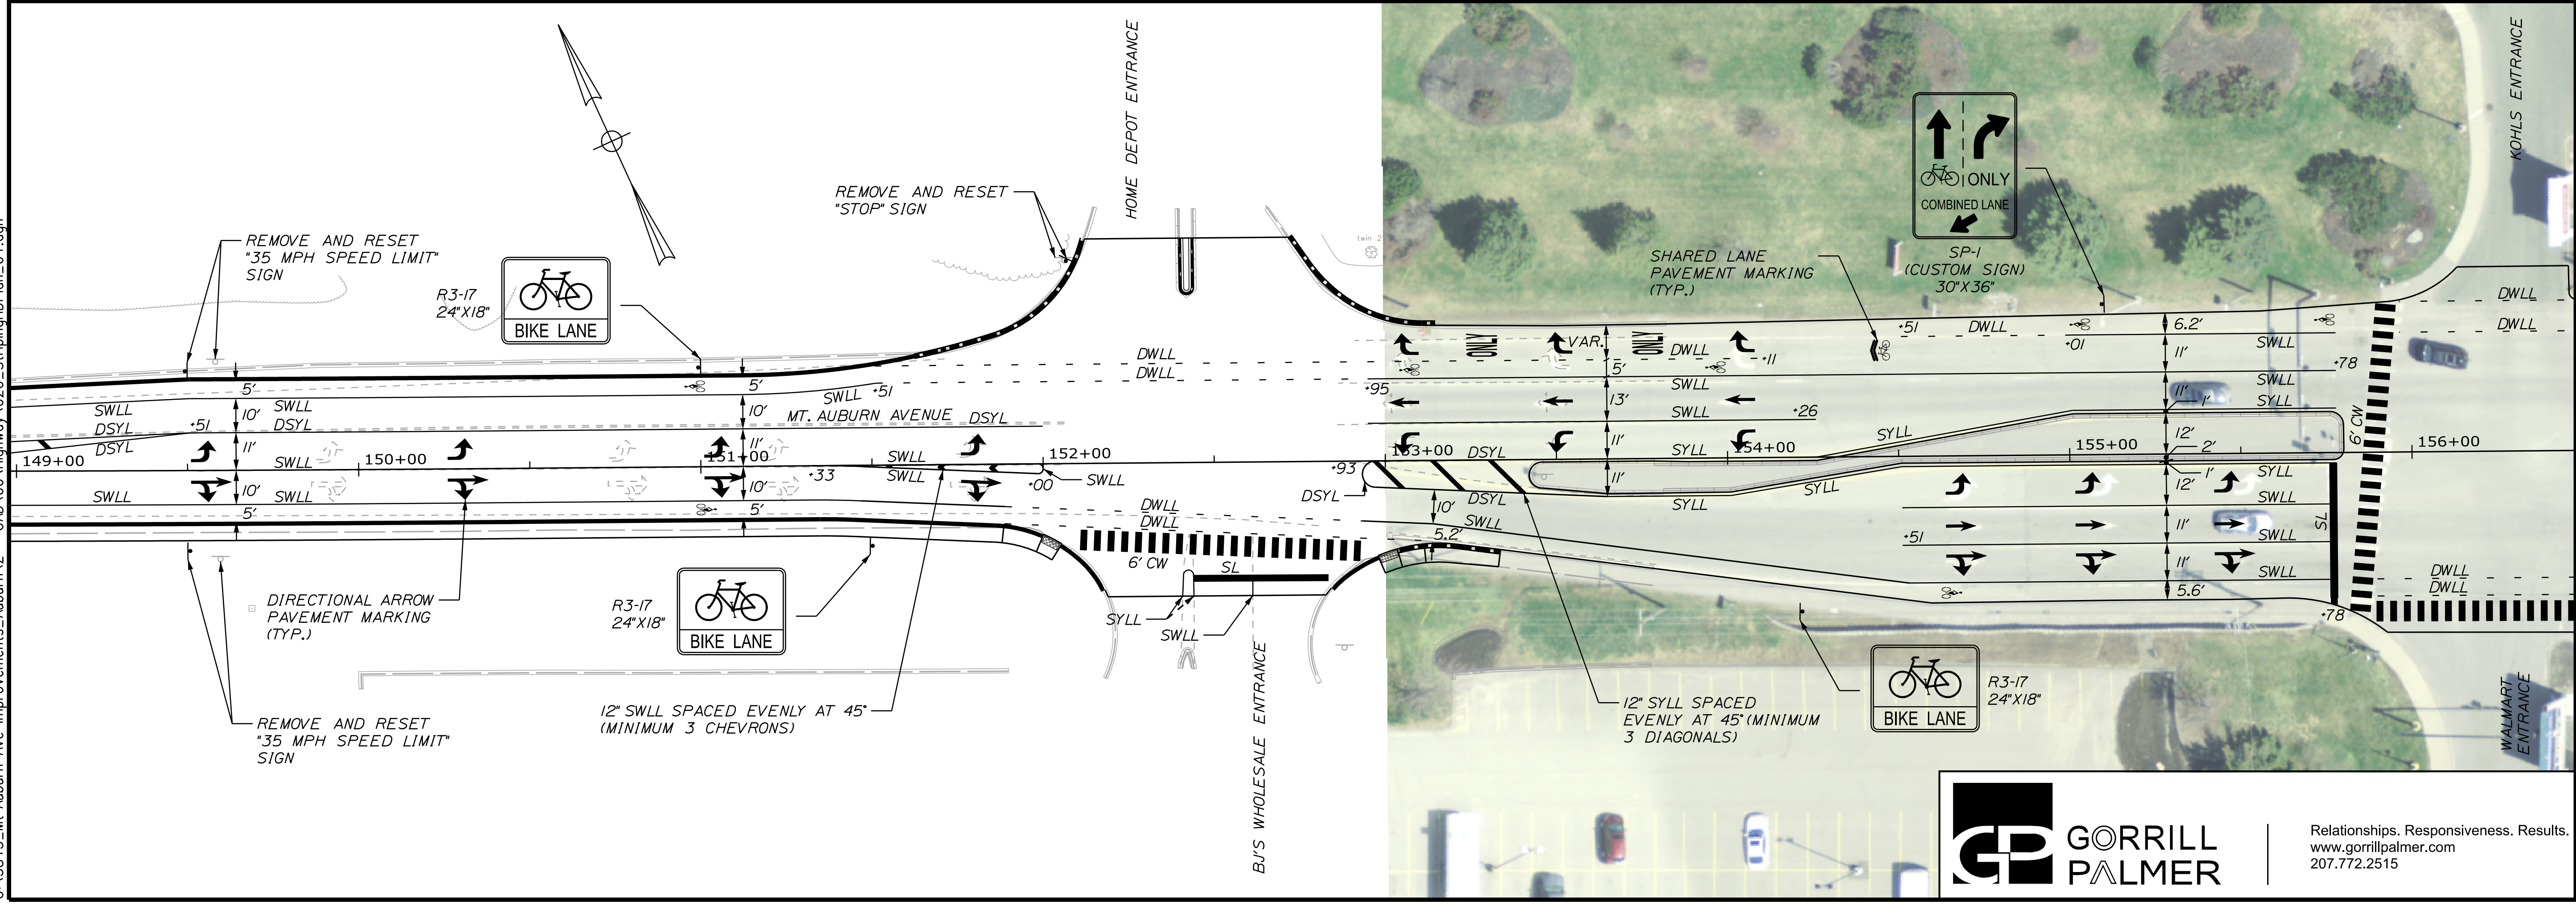 HOME DEPOT ENTRANCE
KOHLS ENTRANCE
REMOVE AND RESET
"STOP" SIGN
REMOVE AND RESET
"35 MPH SPEED LIMIT"
SIGN
R3-17
24"X18"
BIKE LANE
twin 2
SHARED LANE
PAVEMENT MARKING
(TYP.)
ONLY
COMBINED LANE
SP-1
(CUSTOM SIGN)
30"X36"
DWLL
DWLL
DWLL
DWLL
ONLY
VAR.
ONLY
DWLL
+11
+51
DWLL
+01
6.2'
SWLL
+78
5'
5'
SWLL
SWLL
10'
SWLL
+51
10'
MT. AUBURN AVENUE
DSYL
+95
5'
SWLL
13'
SWLL
+26
11'
11'
SWLL
SYLL
1'
DSYL
DSYL
+51
DSYL
11'
11'
11'
SYLL
SYLL
12'
2'
6' CW
149+00
SWLL
150+00
151+00
SWLL
152+00
153+00
DSYL
154+00
155+00
156+00
SWLL
SWLL
10'
10'
+33
SWLL
+00
SWLL
+93
DSYL
DSYL
11'
SYLL
SYLL
1'
SYLL
12'
SWLL
5'
5'
DWLL
DWLL
10'
SWLL
5.2'
+51
11'
SWLL
SL
11'
SWLL
5.6'
DWLL
DWLL
+78
6' CW
SL
SYLL
SWLL
DIRECTIONAL ARROW
PAVEMENT MARKING
(TYP.)
R3-17
24"X18"
BIKE LANE
REMOVE AND RESET
"35 MPH SPEED LIMIT"
SIGN
12" SWLL SPACED EVENLY AT 45°
(MINIMUM 3 CHEVRONS)
BJ'S WHOLESALE ENTRANCE
12" SYLL SPACED
EVENLY AT 45° (MINIMUM
3 DIAGONALS)
BIKE LANE
R3-17
24"X18"
WALMART
ENTRANCE
GP
GORRILL
PALMER
Relationships. Responsiveness. Results.
www.gorrillpalmer.com
207.772.2515